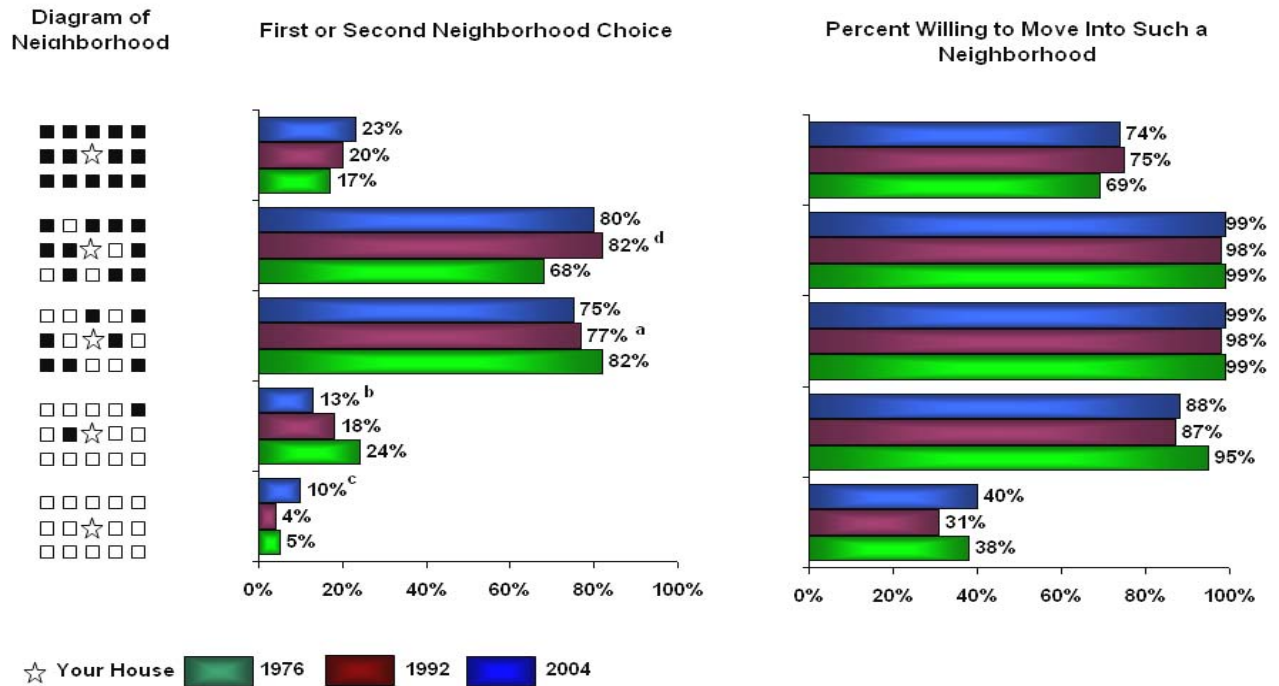 Diagram of
Neighborhood
First or Second Neighborhood Choice
Percent Willing to Move Into Such a
Neighborhood
23%
20%
17%
74%
75%
69%
80%
82% d
68%
99%
98%
99%
75%
77% a
82%
99%
98%
99%
13% b
18%
24%
88%
87%
95%
10% c
4%
5%
40%
31%
38%
0% 20% 40% 60% 80% 100%
0% 20% 40% 60% 80% 100%
Your House 1976 1992 2004